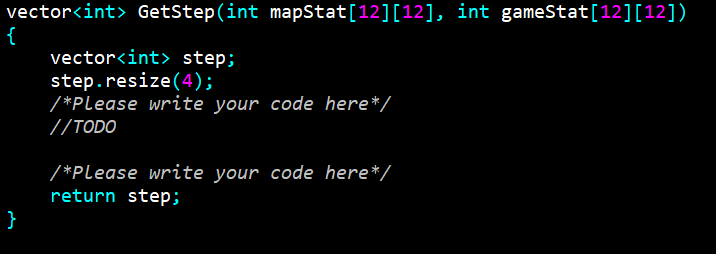 vector<int> GetStep(int mapStat[12][12], int gameStat[12][12])
{
vector<int> step;
step.resize(4);
/*Please write your code here*/
//TODO
/*Please write your code here*/
return step;
}